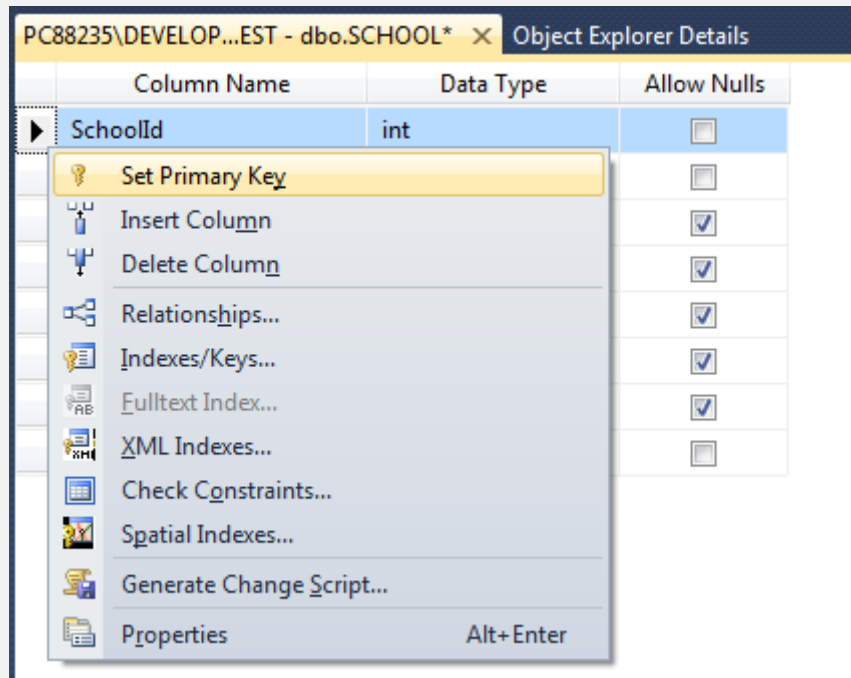 PC88235\DEVELOP...EST - dbo.SCHOOL* Object Explorer Details
Column Name Data Type Allow Nulls
SchoolId int
Set Primary Key
Insert Column
Delete Column
Relationships...
Indexes/Keys...
Fulltext Index...
XML Indexes...
Check Constraints...
Spatial Indexes...
Generate Change Script...
Properties Alt+Enter